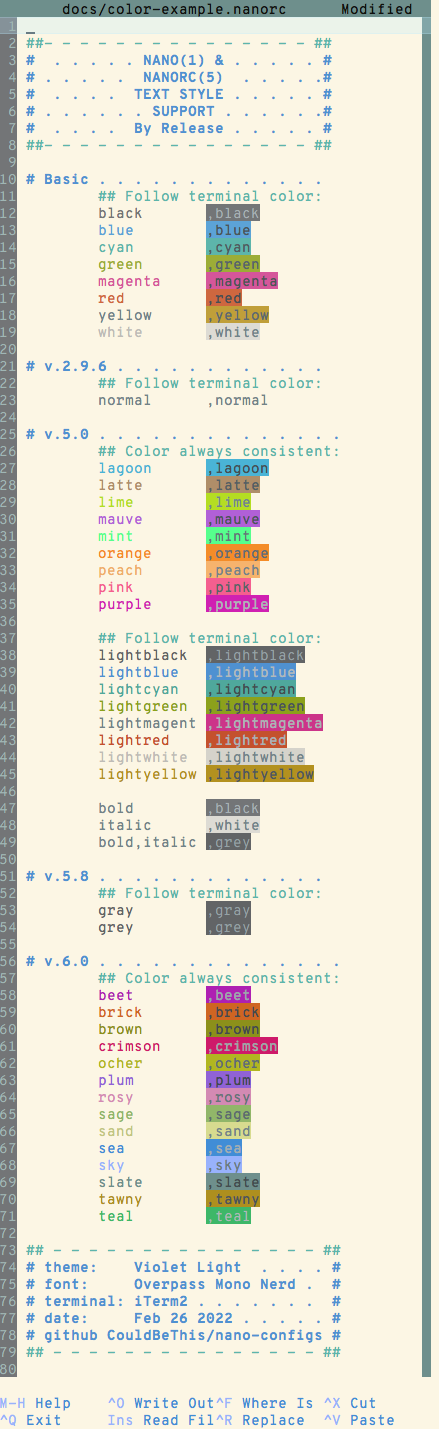 docs/color-example.nanorc Modified
1
2 ##- - - - - - - - - - - - - - - ##
3 # . . . . . NANO(1) & . . . . . #
4 # . . . . . NANORC(5) . . . . . .#
5 # . . . . TEXT STYLE . . . . . #
6 # . . . . . . SUPPORT . . . . . .#
7 # . . . . By Release . . . . . #
8 ##- - - - - - - - - - - - - - - ##
9
10 # Basic . . . . . . . . . . . . .
11 ## Follow terminal color:
12 black ,black
13 blue ,blue
14 cyan ,cyan
15 green ,green
16 magenta ,magenta
17 red ,red
18 yellow ,yellow
19 white ,white
20
21 # v.2.9.6 . . . . . . . . . . . .
22 ## Follow terminal color:
23 normal ,normal
24
25 # v.5.0 . . . . . . . . . . . . . .
26 ## Color always consistent:
27 lagoon ,lagoon
28 latte ,latte
29 lime ,lime
30 mauve ,mauve
31 mint ,mint
32 orange ,orange
33 peach ,peach
34 pink ,pink
35 purple ,purple
36
37 ## Follow terminal color:
38 lightblack ,lightblack
39 lightblue ,lightblue
40 lightcyan ,lightcyan
41 lightgreen ,lightgreen
42 lightmagent ,lightmagenta
43 lightred ,lightred
44 lightwhite ,lightwhite
45 lightyellow ,lightyellow
46
47 bold ,black
48 italic ,white
49 bold,italic ,grey
50
51 # v.5.8 . . . . . . . . . . . . .
52 ## Follow terminal color:
53 gray ,gray
54 grey ,grey
55
56 # v.6.0 . . . . . . . . . . . . . .
57 ## Color always consistent:
58 beet ,beet
59 brick ,brick
60 brown ,brown
61 crimson ,crimson
62 ocher ,ocher
63 plum ,plum
64 rosy ,rosy
65 sage ,sage
66 sand ,sand
67 sea ,sea
68 sky ,sky
69 slate ,slate
70 tawny ,tawny
71 teal ,teal
72
73 ## - - - - - - - - - - - - - - - ##
74 # theme: Violet Light . . . . #
75 # font: Overpass Mono Nerd . #
76 # terminal: iTerm2 . . . . . . . #
77 # date: Feb 26 2022 . . . . . #
78 # github CouldBeThis/nano-configs #
79 ## - - - - - - - - - - - - - - - ##
80
M-H Help ^O Write Out^F Where Is ^X Cut
^Q Exit Ins Read Fil^R Replace ^V Paste